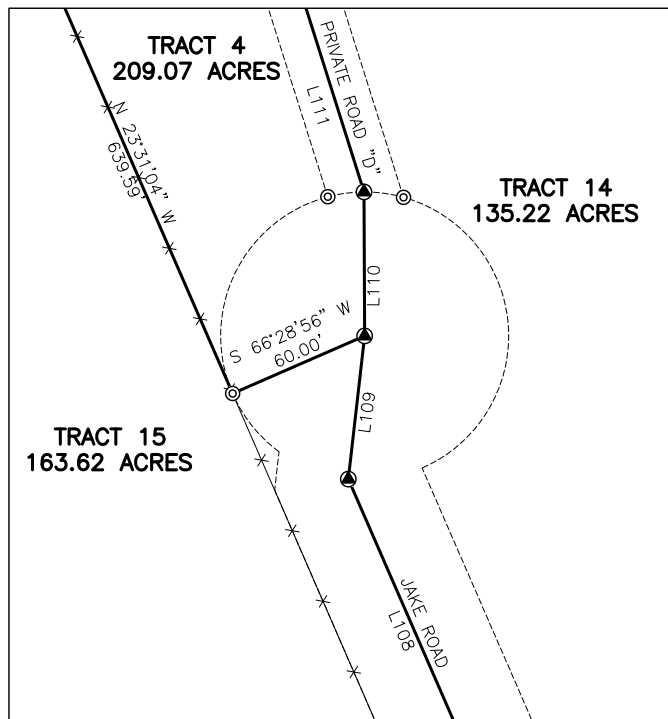 TRACT 4
209.07 ACRES
PRIVATE ROAD "D"
L111
N 23°31'04" W
639.59'
TRACT 14
135.22 ACRES
L110
S 66°28'56" W
60.00'
L109
TRACT 15
163.62 ACRES
JAKE ROAD
L108